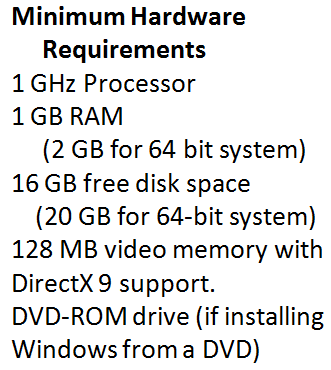 Minimum Hardware
Requirements
1 GHz Processor
1 GB RAM
(2 GB for 64 bit system)
16 GB free disk space
(20 GB for 64-bit system)
128 MB video memory with
DirectX 9 support.
DVD-ROM drive (if installing
Windows from a DVD)